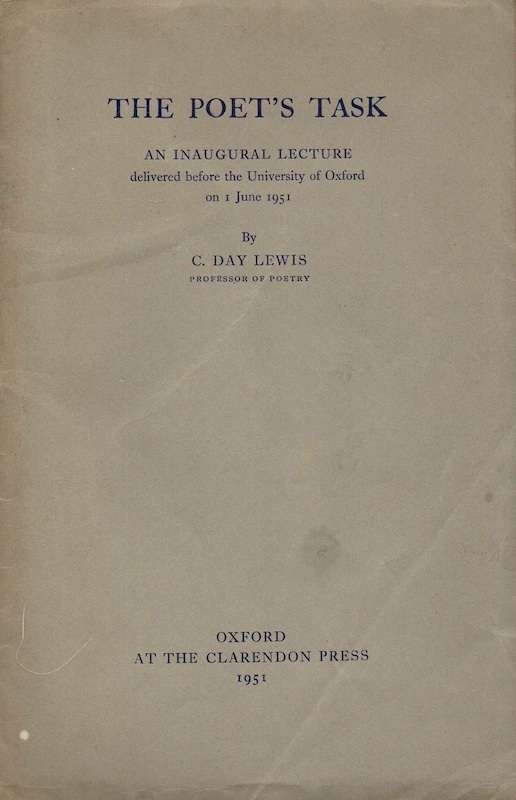 THE POET'S TASK
AN INAUGURAL LECTURE
delivered before the University of Oxford
on 1 June 1951
By
C. DAY LEWIS
PROFESSOR OF POETRY
OXFORD
AT THE CLARENDON PRESS
1951